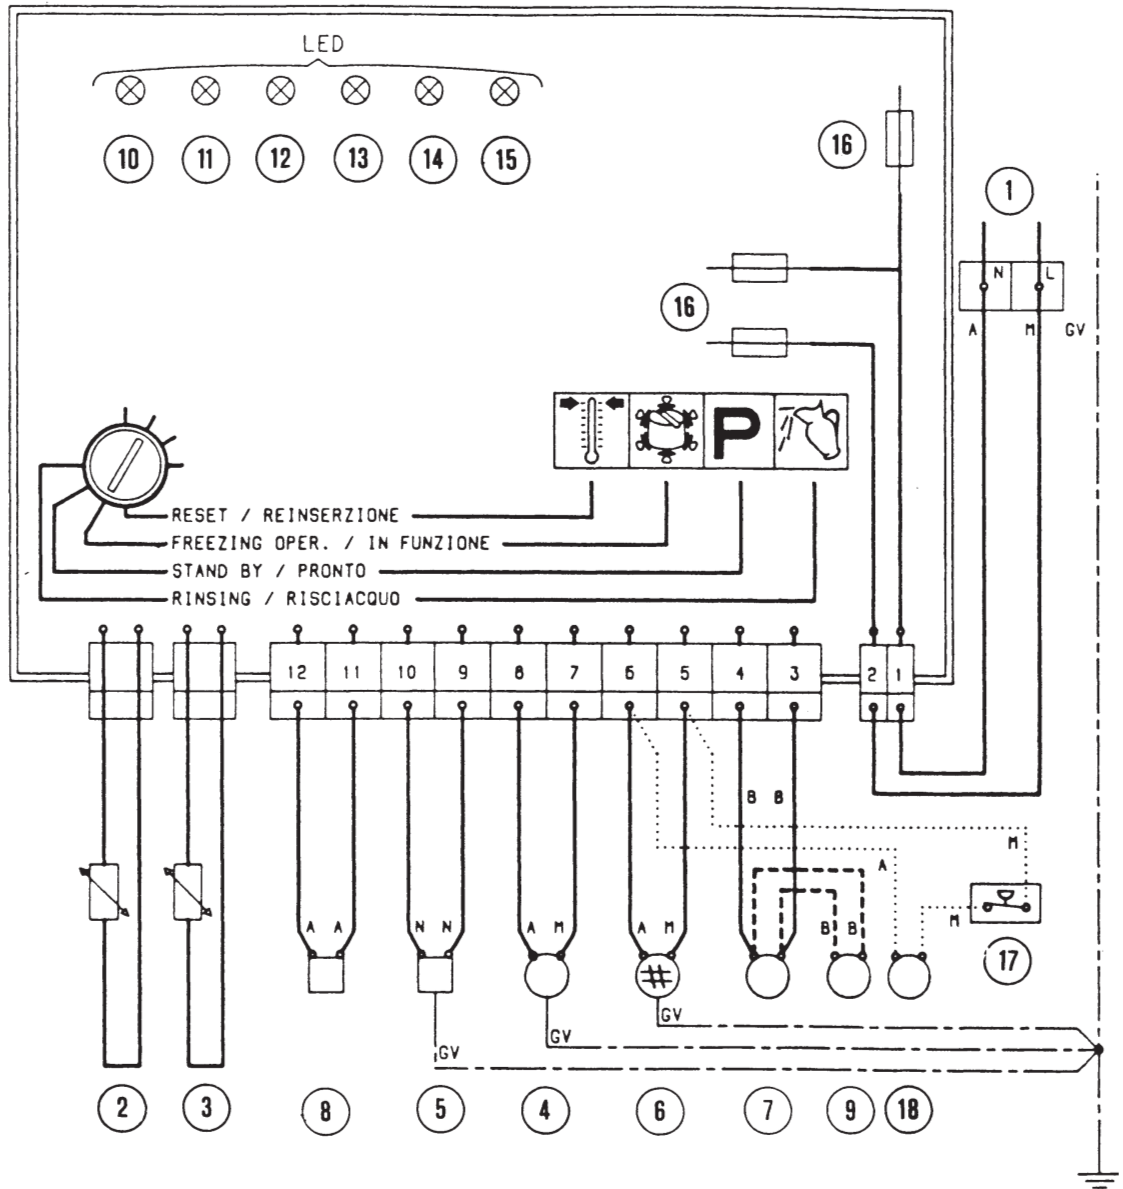 LED
10 11 12 13 14 15
16
1
N L
A M GV
16
P
RESET / REINSERZIONE
FREEZING OPER. / IN FUNZIONE
STAND BY / PRONTO
RINSING / RISCIACQUO
12 11 10 9 8 7 6 5 4 3 2 1
B B
M
A
M
A A N N A M A M B B
17
GV
GV
GV
2 3 8 5 4 6 7 9 18